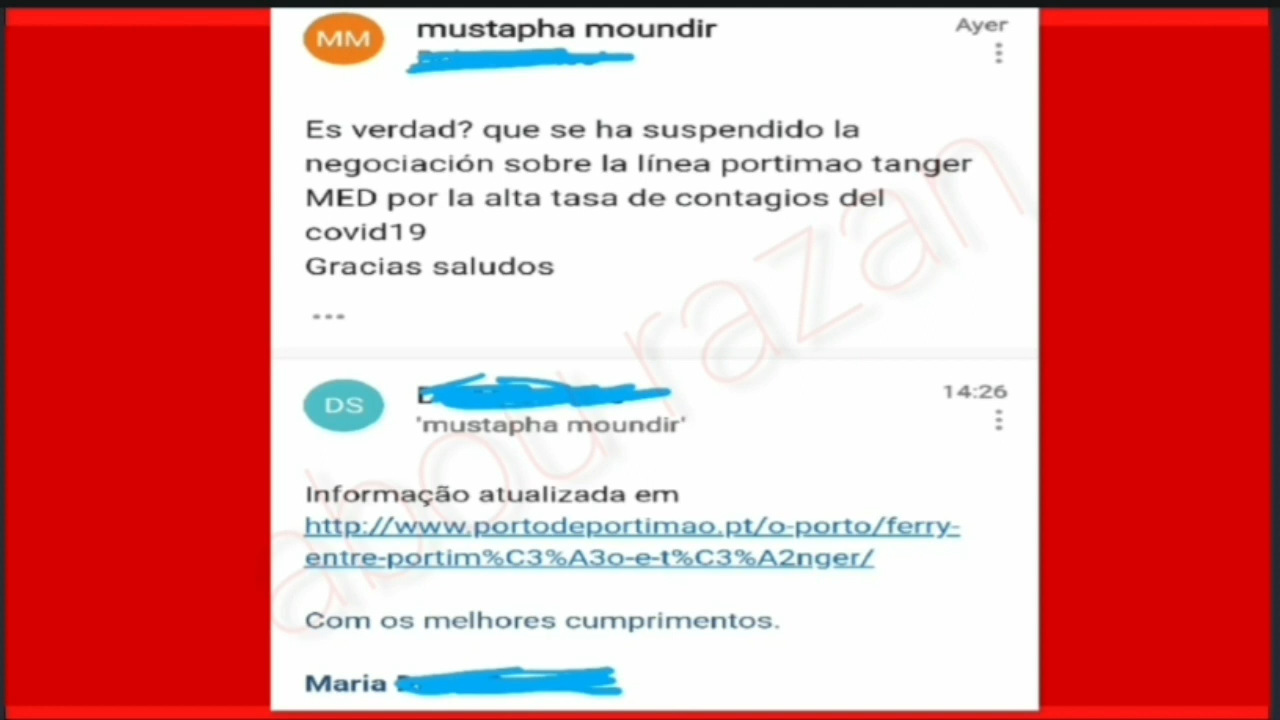 MM
mustapha moundir
Ayer
Es verdad? que se ha suspendido la
negociación sobre la línea portimao tanger
MED por la alta tasa de contagios del
covid19
Gracias saludos
abou razan
DS
14:26
'mustapha moundir'
Informação atualizada em
http://www.portodeportimao.pt/o-porto/ferry-
entre-portim%C3%A3o-e-t%C3%A2nger/
Com os melhores cumprimentos.
Maria